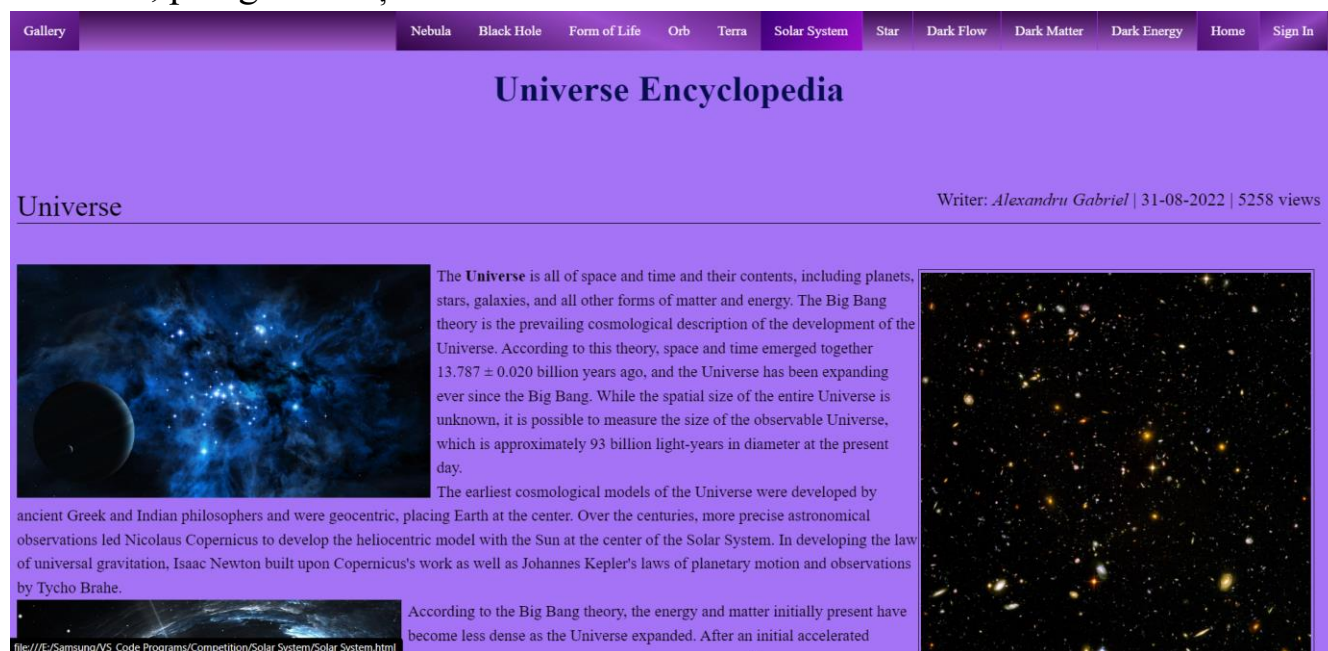 Gallery Nebula Black Hole Form of Life Orb Terra Solar System Star Dark Flow Dark Matter Dark Energy Home Sign In
Universe Encyclopedia
Universe
Writer: Alexandru Gabriel | 31-08-2022 | 5258 views
The Universe is all of space and time and their contents, including planets,
stars, galaxies, and all other forms of matter and energy. The Big Bang
theory is the prevailing cosmological description of the development of the
Universe. According to this theory, space and time emerged together
13.787 ± 0.020 billion years ago, and the Universe has been expanding
ever since the Big Bang. While the spatial size of the entire Universe is
unknown, it is possible to measure the size of the observable Universe,
which is approximately 93 billion light-years in diameter at the present
day.
The earliest cosmological models of the Universe were developed by
ancient Greek and Indian philosophers and were geocentric, placing Earth at the center. Over the centuries, more precise astronomical
observations led Nicolaus Copernicus to develop the heliocentric model with the Sun at the center of the Solar System. In developing the law
of universal gravitation, Isaac Newton built upon Copernicus's work as well as Johannes Kepler's laws of planetary motion and observations
by Tycho Brahe.
According to the Big Bang theory, the energy and matter initially present have
become less dense as the Universe expanded. After an initial accelerated
file:///E:/Samsung/VS Code Programs/Competition/Solar System/Solar System.html